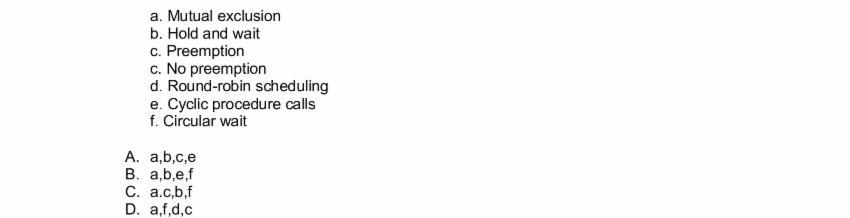 a. Mutual exclusion
b. Hold and wait
c. Preemption
c. No preemption
d. Round-robin scheduling
e. Cyclic procedure calls
f. Circular wait
A. a,b,c,e
B. a,b,e,f
C. a.c,b,f
D. a,f,d,c